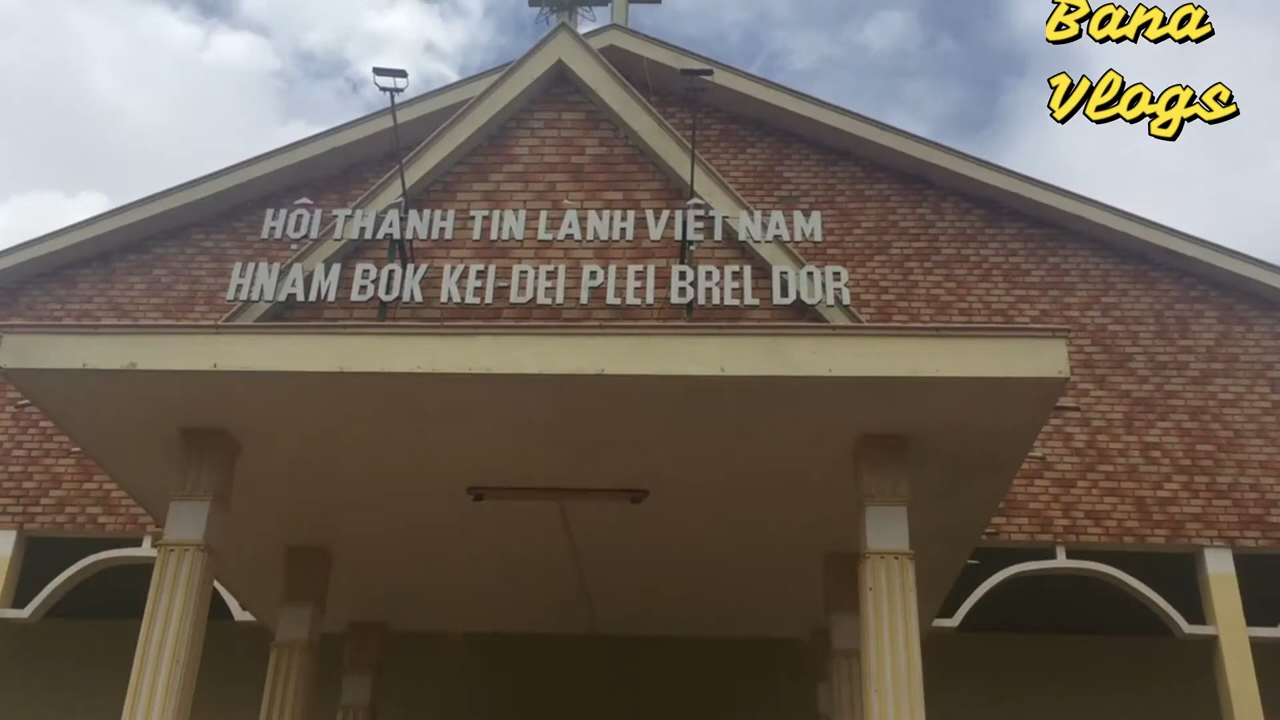 Bana
Vlogs
HỘI THÁNH TIN LÀNH VIỆT NAM
HNAM BOK KEI-DEI PLEI BREL DOR